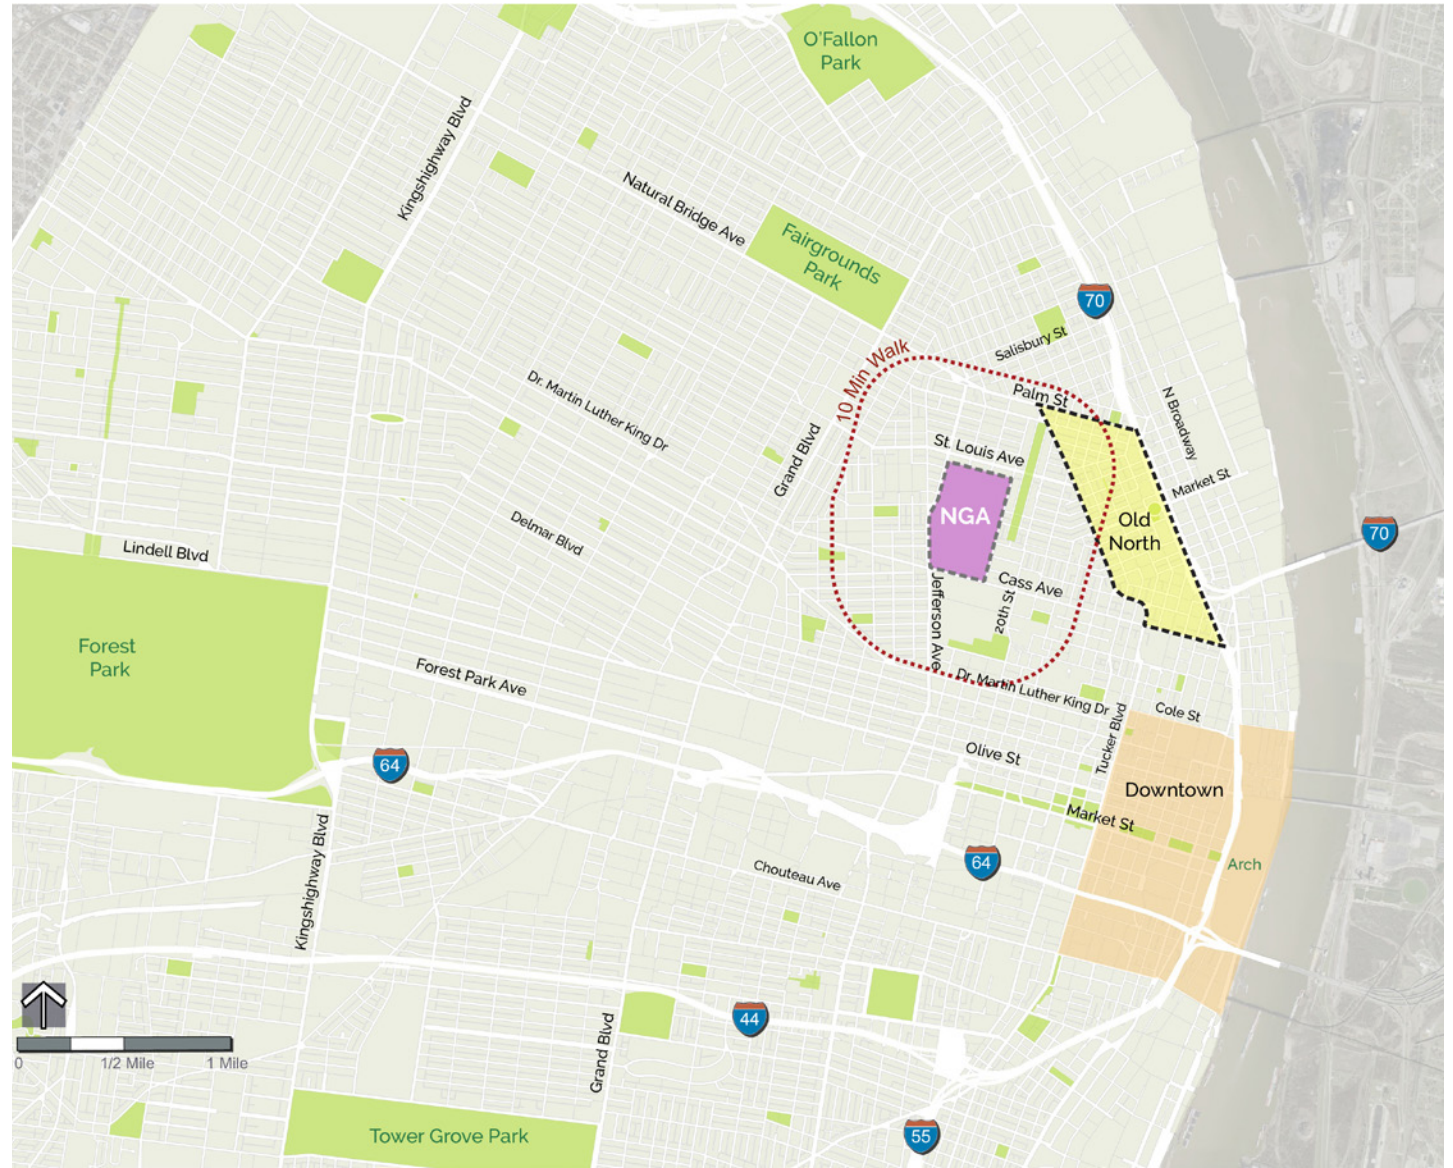 O'Fallon
Park
Kingshighway Blvd
Natural Bridge Ave
Fairgrounds
Park
70
Salisbury St
10 Min Walk
Palm St
N Broadway
Dr. Martin Luther King Dr
Grand Blvd
St. Louis Ave
Market St
NGA
Old
North
70
Delmar Blvd
Lindell Blvd
Cass Ave
Jefferson Ave
20th St
Forest
Park
Forest Park Ave
Dr. Martin Luther King Dr
Cole St
Tucker Blvd
64
Olive St
Downtown
Market St
64
Arch
Chouteau Ave
Kingshighway Blvd
44
Grand Blvd
0
1/2 Mile
1 Mile
Tower Grove Park
55